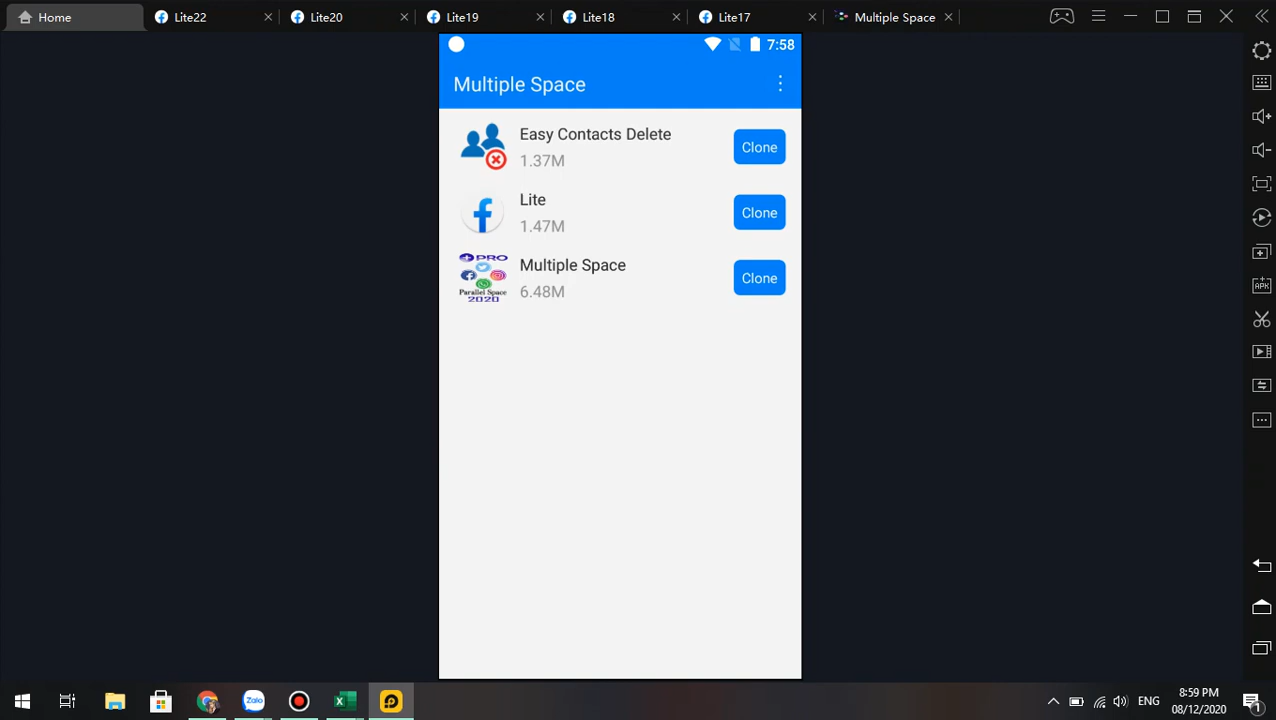 Home
Lite22
Lite20
Lite19
Lite18
Lite17
Multiple Space
7:58
Multiple Space
Easy Contacts Delete
1.37M
Clone
Lite
1.47M
Clone
PRO
Parallel Space
2020
Multiple Space
6.48M
Clone
APK
Zalo
ENG
8:59 PM
08/12/2020
1